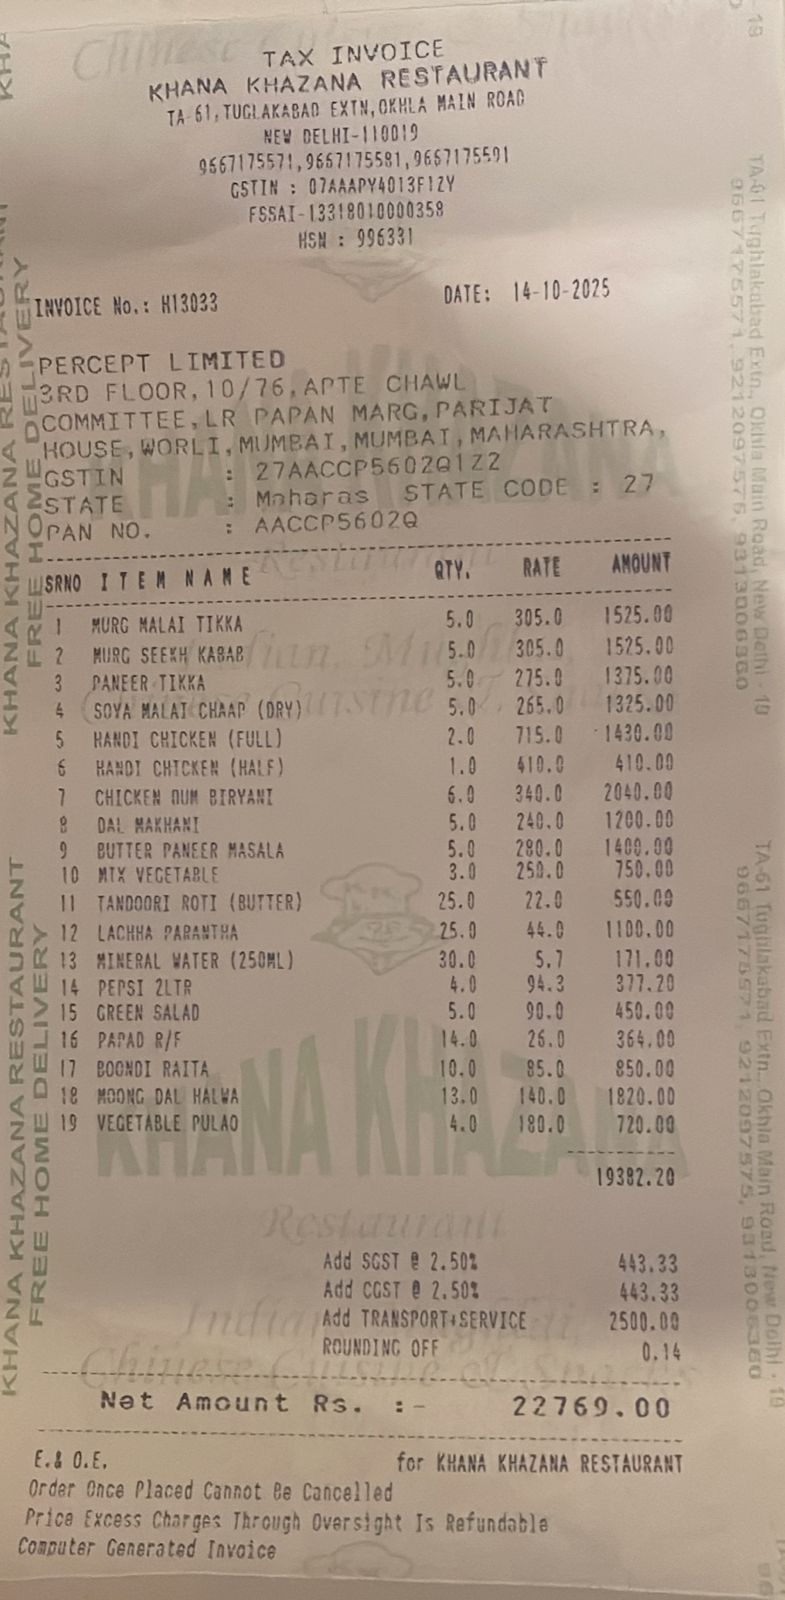 TAX INVOICE
KHANA KHAZANA RESTAURANT
TA-61,TUGLAKABAD EXTN,OKHLA MAIN ROAD
NEW DELHI-110019
9667175571,9667175581,9667175591
GSTIN : 07AAAPY4013F1ZY
FSSAI-13318010000358
HSN : 996331
INVOICE No.: H13033 DATE: 14-10-2025
PERCEPT LIMITED
3RD FLOOR,10/76,APTE CHAWL
COMMITTEE,LR PAPAN MARG,PARIJAT
HOUSE,WORLI,MUMBAI,MUMBAI,MAHARASHTRA,
GSTIN : 27AACCP5602Q1Z2
STATE : Maharas STATE CODE : 27
PAN NO. : AACCP5602Q
SRNO ITEM NAME QTY. RATE AMOUNT
1 MURG MALAI TIKKA 5.0 305.0 1525.00
2 MURG SEEKH KABAB 5.0 305.0 1525.00
3 PANEER TIKKA 5.0 275.0 1375.00
4 SOYA MALAI CHAAP (DRY) 5.0 265.0 1325.00
5 HANDI CHICKEN (FULL) 2.0 715.0 1430.00
6 HANDI CHICKEN (HALF) 1.0 410.0 410.00
7 CHICKEN DUM BIRYANI 6.0 340.0 2040.00
8 DAL MAKHANI 5.0 240.0 1200.00
9 BUTTER PANEER MASALA 5.0 280.0 1400.00
10 MIX VEGETABLE 3.0 250.0 750.00
11 TANDOORI ROTI (BUTTER) 25.0 22.0 550.00
12 LACHHA PARANTHA 25.0 44.0 1100.00
13 MINERAL WATER (250ML) 30.0 5.7 171.00
14 PEPSI 2LTR 4.0 94.3 377.20
15 GREEN SALAD 5.0 90.0 450.00
16 PAPAD R/F 14.0 26.0 364.00
17 BOONDI RAITA 10.0 85.0 850.00
18 MOONG DAL HALWA 13.0 140.0 1820.00
19 VEGETABLE PULAO 4.0 180.0 720.00
19382.20
Add SGST @ 2.50% 443.33
Add CGST @ 2.50% 443.33
Add TRANSPORT+SERVICE 2500.00
ROUNDING OFF 0.14
Net Amount Rs. :- 22769.00
E.& O.E. for KHANA KHAZANA RESTAURANT
Order Once Placed Cannot Be Cancelled
Price Excess Charges Through Oversight Is Refundable
Computer Generated Invoice
KHANA KHAZANA RESTAURANT
FREE HOME DELIVERY
KHANA KHAZANA RESTAURANT
FREE HOME DELIVERY
KHANA KHAZANA
Restaurant
Chinese Cuisine
KHANA KHAZANA
Restaurant
Chinese Cuisine
TA-61 Tughlakabad Extn., Okhla Main Road, New Delhi - 19
9667175571, 9212097575, 9313006360
TA-61 Tughlakabad Extn., Okhla Main Road, New Delhi - 19
9667175571, 9212097575, 9313006360